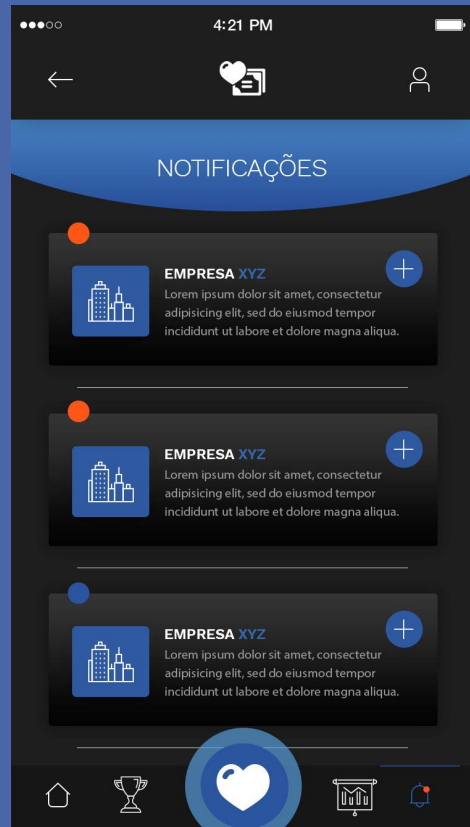 4:21 PM
NOTIFICAÇÕES
EMPRESA XYZ
Lorem ipsum dolor sit amet, consectetur
adipisicing elit, sed do eiusmod tempor
incididunt ut labore et dolore magna aliqua.
EMPRESA XYZ
Lorem ipsum dolor sit amet, consectetur
adipisicing elit, sed do eiusmod tempor
incididunt ut labore et dolore magna aliqua.
EMPRESA XYZ
Lorem ipsum dolor sit amet, consectetur
adipisicing elit, sed do eiusmod tempor
incididunt ut labore et dolore magna aliqua.